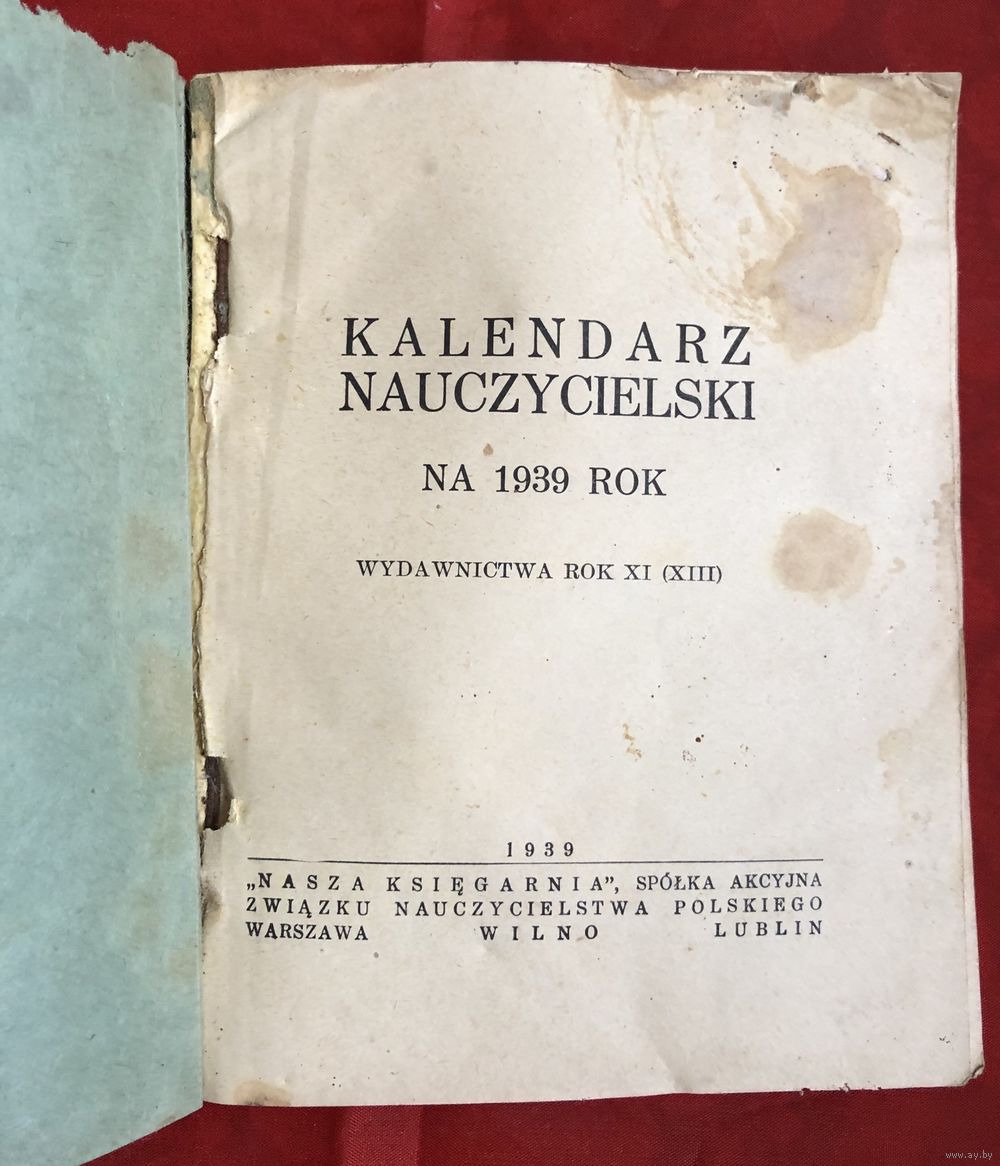 KALENDARZ
NAUCZYCIELSKI
NA 1939 ROK
WYDAWNICTWA ROK XI (XIII)
1939
„NASZA KSIĘGARNIA”, SPÓŁKA AKCYJNA
ZWIĄZKU NAUCZYCIELSTWA POLSKIEGO
WARSZAWA WILNO LUBLIN
www.ay.by